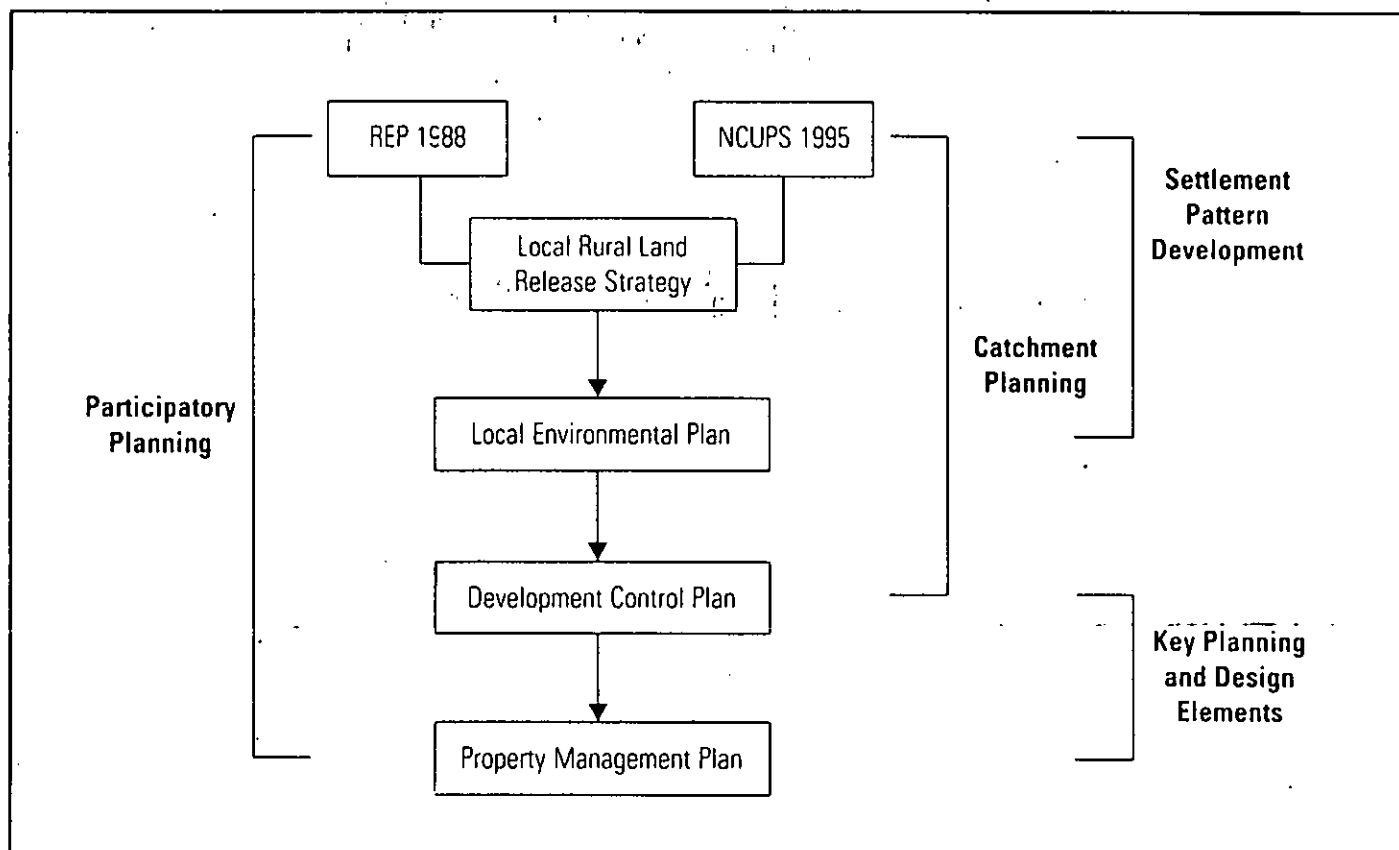 REP 1988
NCUPS 1995
Settlement
Pattern
Development
Local Rural Land
Release Strategy
Catchment
Planning
Participatory
Planning
Local Environmental Plan
Development Control Plan
Key Planning
and Design
Elements
Property Management Plan